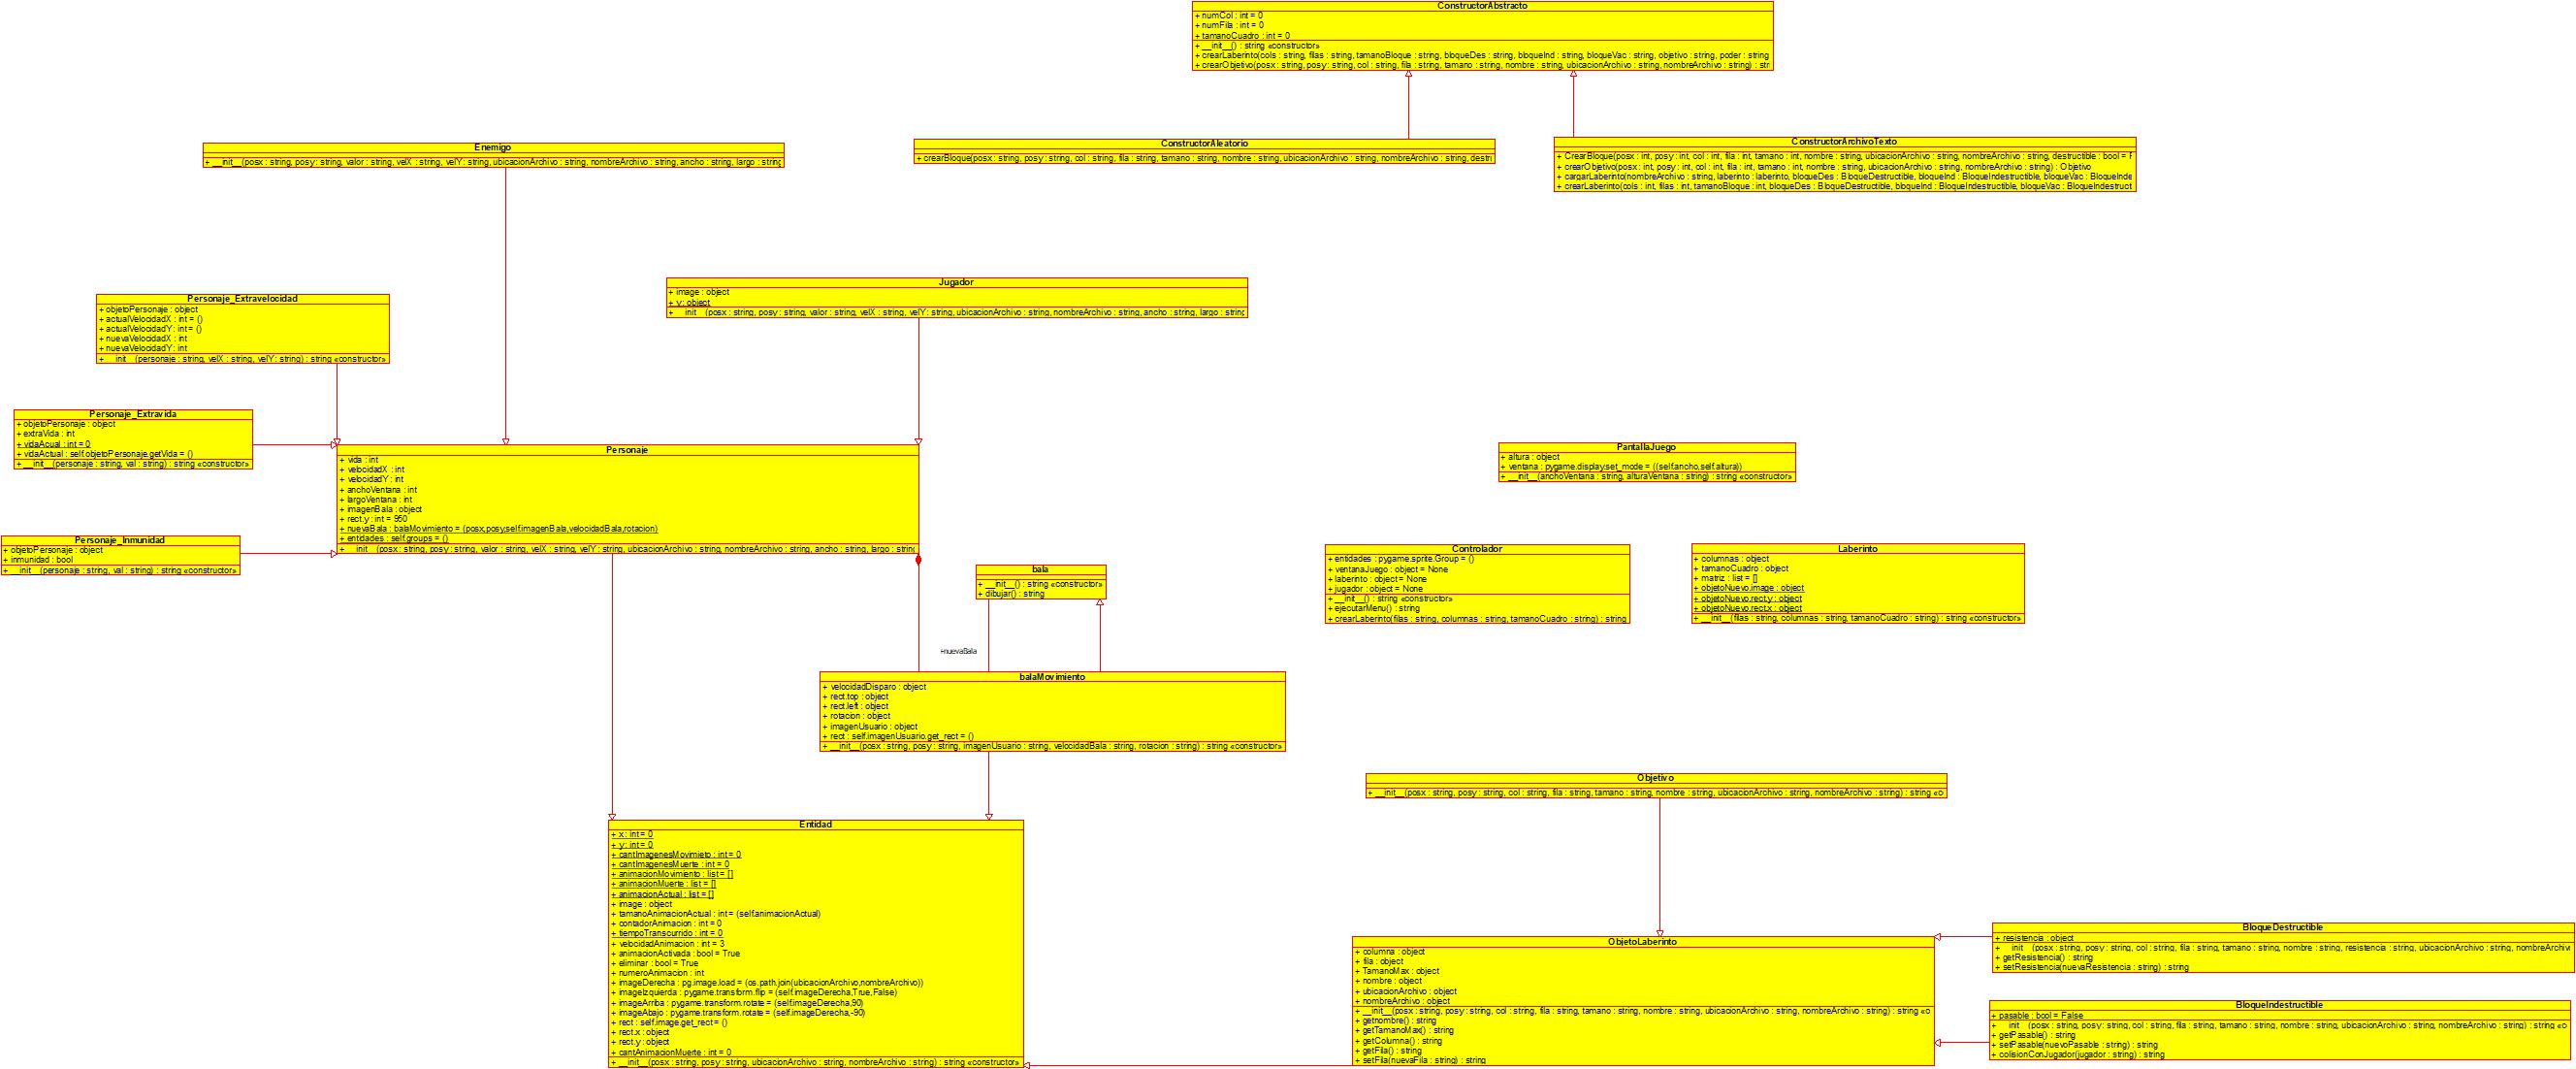 ConstructorAbstracto
+ numCol : int = 0
+ numFila : int = 0
+ tamanoCuadro : int = 0
+ __init__() : string «constructor»
+ crearLaberinto(cols : string, filas : string, tamanoBloque : string, bloqueDes : string, bloqueInd : string, bloqueVac : string, objetivo : string, poder : string
+ crearObjetivo(posx : string, posy : string, col : string, fila : string, tamano : string, nombre : string, ubicacionArchivo : string, nombreArchivo : string) : str
Enemigo
+ __init__(posx : string, posy : string, valor : string, velX : string, velY : string, ubicacionArchivo : string, nombreArchivo : string, ancho : string, largo : string
ConstructorAleatorio
+ crearBloque(posx : string, posy : string, col : string, fila : string, tamano : string, nombre : string, ubicacionArchivo : string, nombreArchivo : string, destr
ConstructorArchivoTexto
+ CrearBloque(posx : int, posy : int, col : int, fila : int, tamano : int, nombre : string, ubicacionArchivo : string, nombreArchivo : string, destructible : bool = F
+ crearObjetivo(posx : int, posy : int, col : int, fila : int, tamano : int, nombre : string, ubicacionArchivo : string, nombreArchivo : string) : Objetivo
+ cargarLaberinto(nombreArchivo : string, laberinto : laberinto, bloqueDes : BloqueDestructible, bloqueInd : BloqueIndestructible, bloqueVac : BloqueInde
+ crearLaberinto(cols : int, filas : int, tamanoBloque : int, bloqueDes : BloqueDestructible, bloqueInd : BloqueIndestructible, bloqueVac : BloqueIndestruct
Personaje_Extravelocidad
+ objetoPersonaje : object
+ actualVelocidadX : int = ()
+ actualVelocidadY : int = ()
+ nuevaVelocidadX : int
+ nuevaVelocidadY : int
+ __init__(personaje : string, velX : string, velY : string) : string «constructor»
Jugador
+ image : object
+ y : object
+ __init__(posx : string, posy : string, valor : string, velX : string, velY : string, ubicacionArchivo : string, nombreArchivo : string, ancho : string, largo : string
Personaje_Extravida
+ objetoPersonaje : object
+ extraVida : int
+ vidaAcual : int = 0
+ vidaActual : self.objetoPersonaje.getVida = ()
+ __init__(personaje : string, val : string) : string «constructor»
Personaje
+ vida : int
+ velocidadX : int
+ velocidadY : int
+ anchoVentana : int
+ largoVentana : int
+ imagenBala : object
+ rect.y : int = 950
+ nuevaBala : balaMovimiento = (posx,posy,self.imagenBala,velocidadBala,rotacion)
+ entidades : self.groups = ()
+ __init__(posx : string, posy : string, valor : string, velX : string, velY : string, ubicacionArchivo : string, nombreArchivo : string, ancho : string, largo : string
PantallaJuego
+ altura : object
+ ventana : pygame.display.set_mode = ((self.ancho,self.altura))
+ __init__(anchoVentana : string, alturaVentana : string) : string «constructor»
Personaje_Inmunidad
+ objetoPersonaje : object
+ inmunidad : bool
+ __init__(personaje : string, val : string) : string «constructor»
bala
+ __init__() : string «constructor»
+ dibujar() : string
Controlador
+ entidades : pygame.sprite.Group = ()
+ ventanaJuego : object = None
+ laberinto : object = None
+ jugador : object = None
+ __init__() : string «constructor»
+ ejecutarMenu() : string
+ crearLaberinto(filas : string, columnas : string, tamanoCuadro : string) : string
Laberinto
+ columnas : object
+ tamanoCuadro : object
+ matriz : list = []
+ objetoNuevo.image : object
+ objetoNuevo.rect.y : object
+ objetoNuevo.rect.x : object
+ __init__(filas : string, columnas : string, tamanoCuadro : string) : string «constructor»
+nuevaBala
balaMovimiento
+ velocidadDisparo : object
+ rect.top : object
+ rect.left : object
+ rotacion : object
+ imagenUsuario : object
+ rect : self.imagenUsuario.get_rect = ()
+ __init__(posx : string, posy : string, imagenUsuario : string, velocidadBala : string, rotacion : string) : string «constructor»
Objetivo
+ __init__(posx : string, posy : string, col : string, fila : string, tamano : string, nombre : string, ubicacionArchivo : string, nombreArchivo : string) : string «c
Entidad
+ x : int = 0
+ y : int = 0
+ cantImagenesMovimieto : int = 0
+ cantImagenesMuerte : int = 0
+ animacionMovimiento : list = []
+ animacionMuerte : list = []
+ animacionActual : list = []
+ image : object
+ tamanoAnimacionActual : int = (self.animacionActual)
+ contadorAnimacion : int = 0
+ tiempoTranscurrido : int = 0
+ velocidadAnimacion : int = 3
+ animacionActivada : bool = True
+ eliminar : bool = True
+ numeroAnimacion : int
+ imageDerecha : pg.image.load = (os.path.join(ubicacionArchivo,nombreArchivo))
+ imageIzquierda : pygame.transform.flip = (self.imageDerecha,True,False)
+ imageArriba : pygame.transform.rotate = (self.imageDerecha,90)
+ imageAbajo : pygame.transform.rotate = (self.imageDerecha,-90)
+ rect : self.image.get_rect = ()
+ rect.x : object
+ rect.y : object
+ cantAnimacionMuerte : int = 0
+ __init__(posx : string, posy : string, ubicacionArchivo : string, nombreArchivo : string) : string «constructor»
ObjetoLaberinto
+ columna : object
+ fila : object
+ TamanoMax : object
+ nombre : object
+ ubicacionArchivo : object
+ nombreArchivo : object
+ __init__(posx : string, posy : string, col : string, fila : string, tamano : string, nombre : string, ubicacionArchivo : string, nombreArchivo : string) : string «c
+ getnombre() : string
+ getTamanoMax() : string
+ getColumna() : string
+ getFila() : string
+ setFila(nuevaFila : string) : string
BloqueDestructible
+ resistencia : object
+ __init__(posx : string, posy : string, col : string, fila : string, tamano : string, nombre : string, resistencia : string, ubicacionArchivo : string, nombreArchiv
+ getResistencia() : string
+ setResistencia(nuevaResistencia : string) : string
BloqueIndestructible
+ pasable : bool = False
+ __init__(posx : string, posy : string, col : string, fila : string, tamano : string, nombre : string, ubicacionArchivo : string, nombreArchivo : string) : string «c
+ getPasable() : string
+ setPasable(nuevoPasable : string) : string
+ colisionConJugador(jugador : string) : string